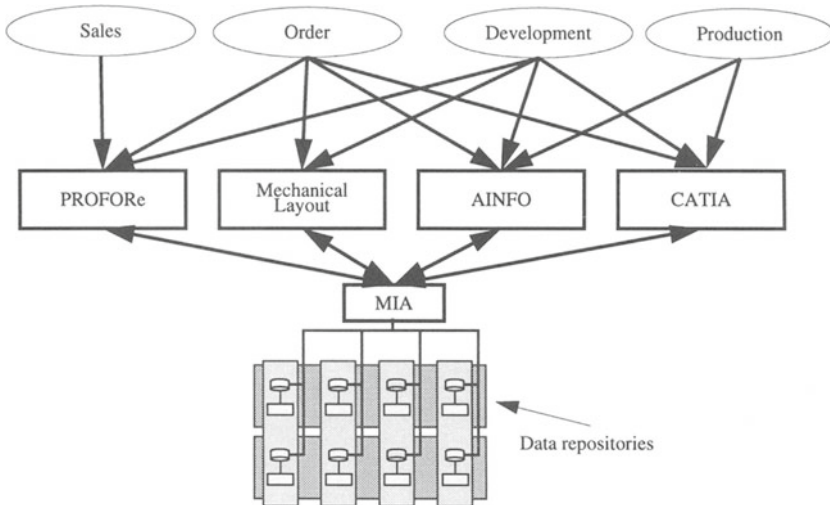 Sales
Order
Development
Production
PROFORe
Mechanical
Layout
AINFO
CATIA
MIA
Data repositories